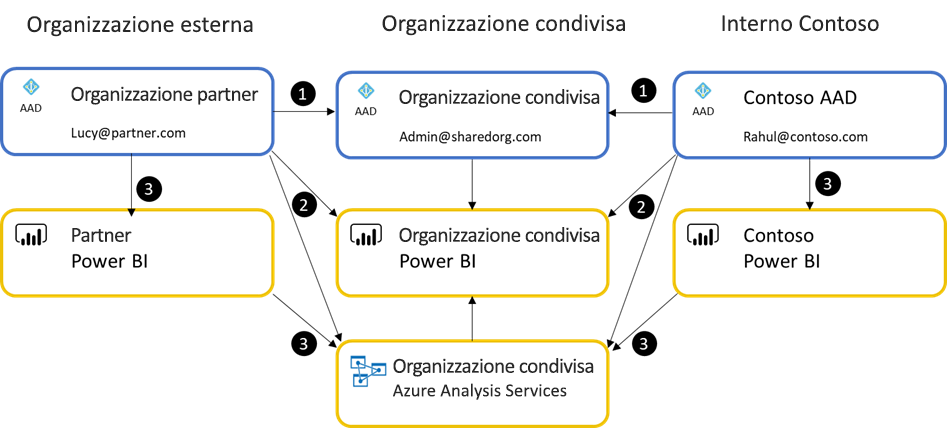 Organizzazione esterna
Organizzazione condivisa
Interno Contoso
AAD
Organizzazione partner
Lucy@partner.com
1
AAD
Organizzazione condivisa
Admin@sharedorg.com
1
AAD
Contoso AAD
Rahul@contoso.com
3
2
2
3
Partner
Power BI
Organizzazione condivisa
Power BI
Contoso
Power BI
3
3
Organizzazione condivisa
Azure Analysis Services